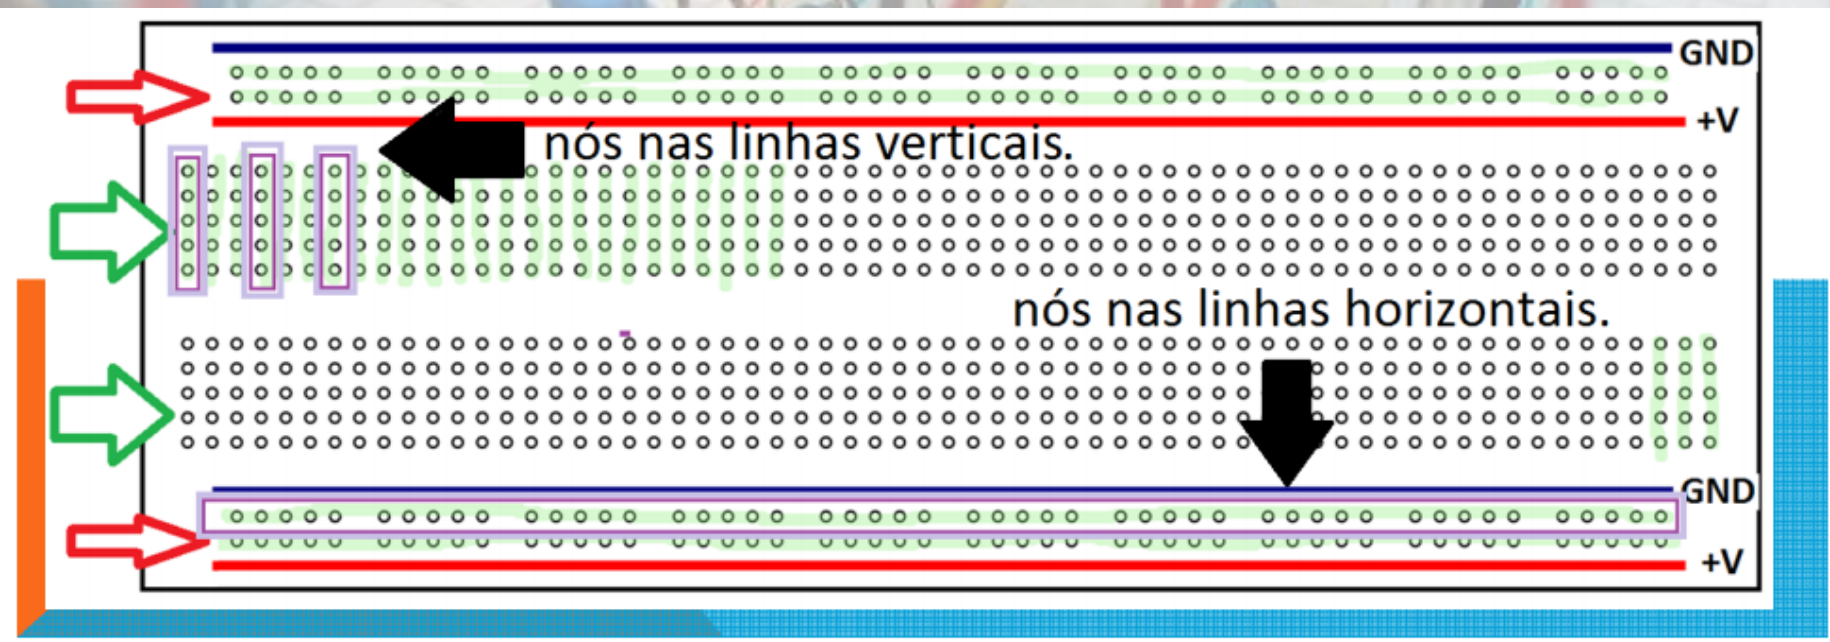 GND
+V
nós nas linhas verticais.
nós nas linhas horizontais.
GND
+V